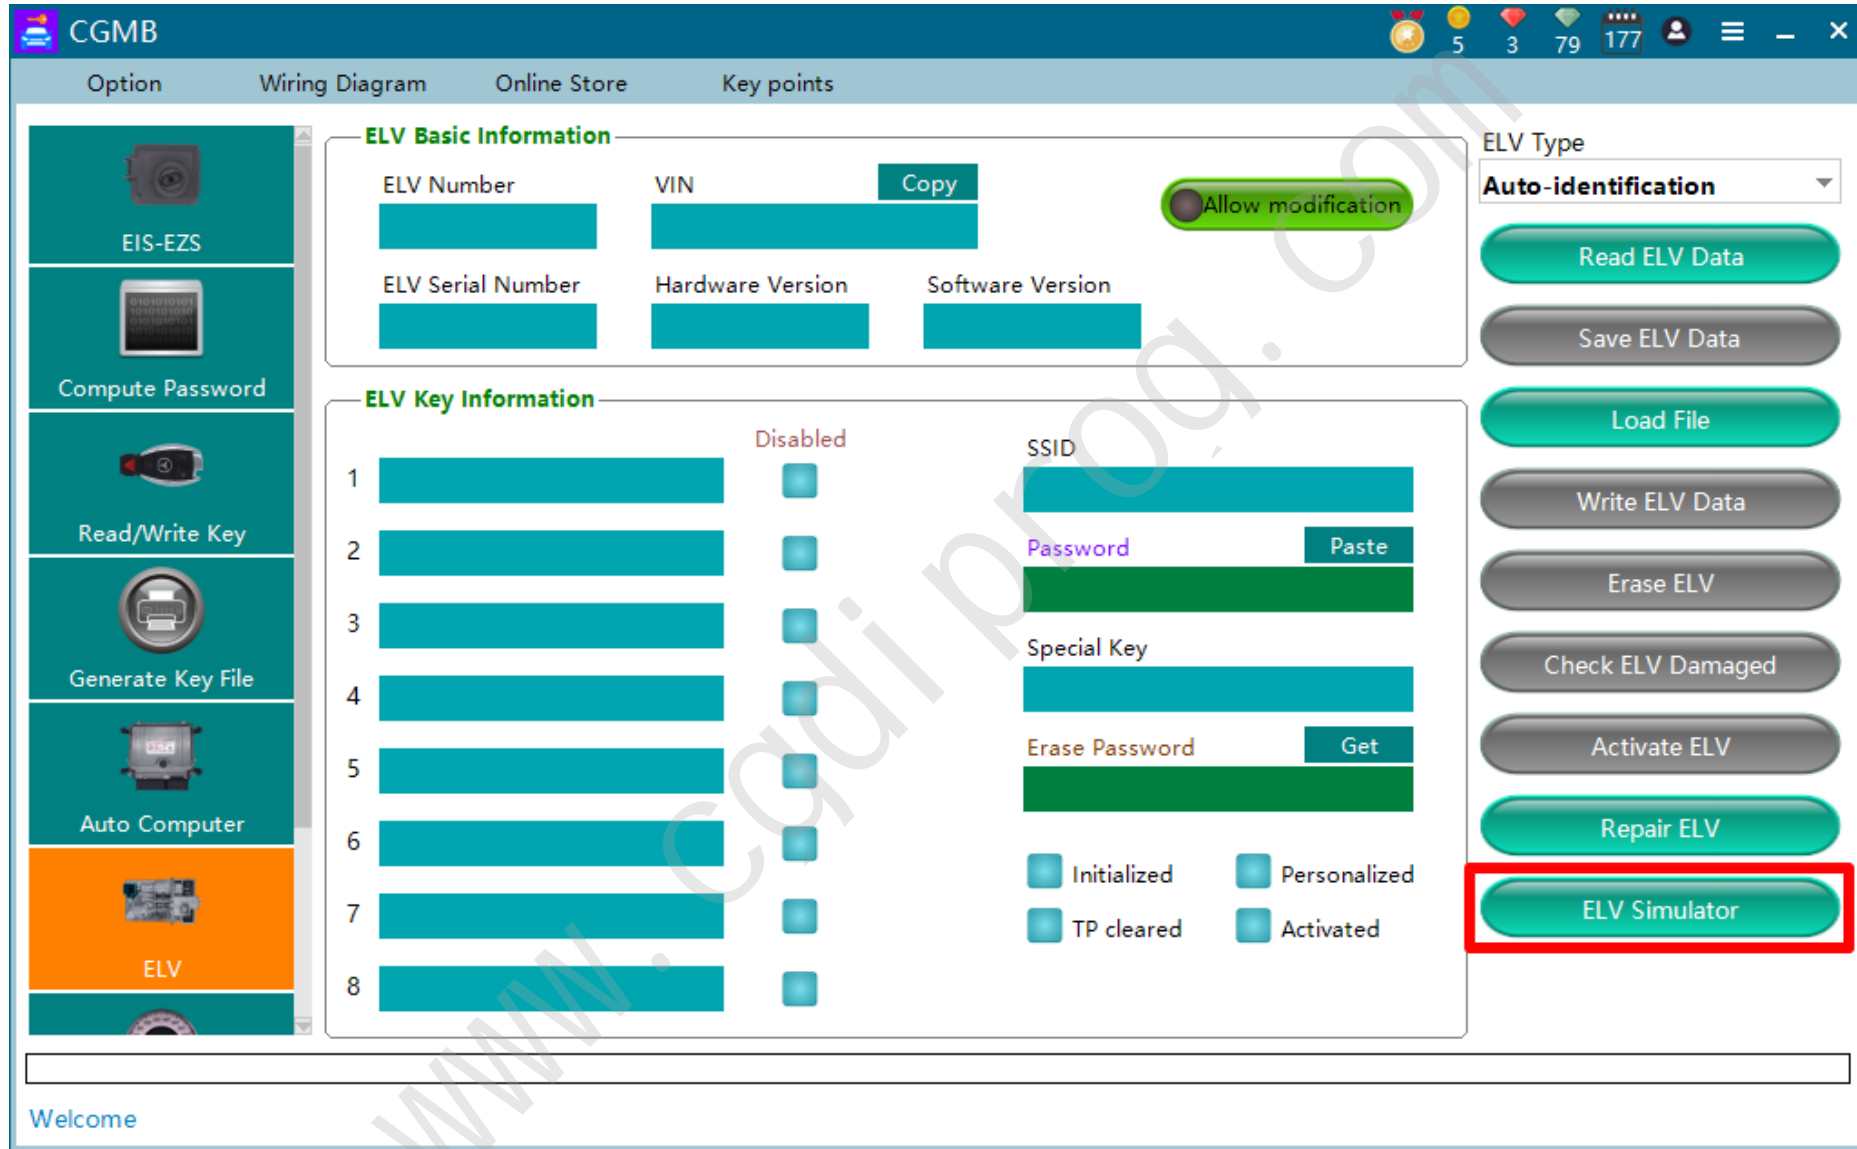 CGMB
5 3 79 177
Option Wiring Diagram Online Store Key points
EIS-EZS
Compute Password
Read/Write Key
Generate Key File
Auto Computer
ELV
ELV Basic Information
ELV Number VIN Copy
Allow modification
ELV Serial Number Hardware Version Software Version
ELV Key Information
Disabled
1
2
3
4
5
6
7
8
SSID
Password Paste
Special Key
Erase Password Get
Initialized Personalized
TP cleared Activated
ELV Type
Auto-identification
Read ELV Data
Save ELV Data
Load File
Write ELV Data
Erase ELV
Check ELV Damaged
Activate ELV
Repair ELV
ELV Simulator
Welcome